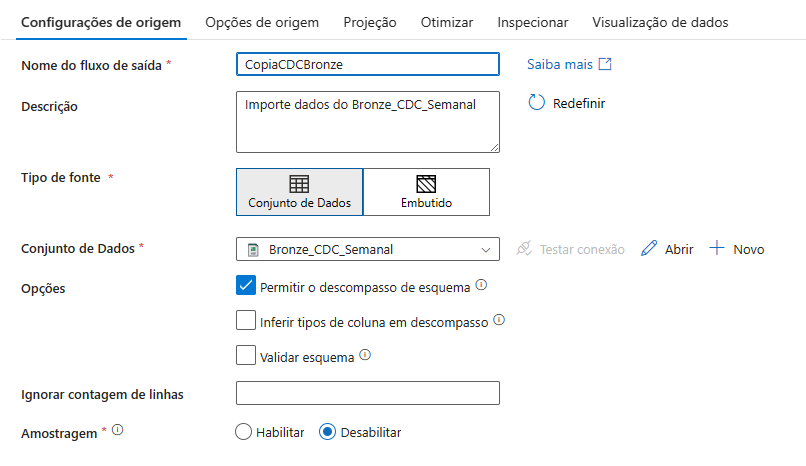 Configurações de origem Opções de origem Projeção Otimizar Inspecionar Visualização de dados
Nome do fluxo de saída * CopiaCDCBronze Saiba mais
Descrição Importe dados do Bronze_CDC_Semanal Redefinir
Tipo de fonte * Conjunto de Dados Embutido
Conjunto de Dados * Bronze_CDC_Semanal Testar conexão Abrir Novo
Opções Permitir o descompasso de esquema
Inferir tipos de coluna em descompasso
Validar esquema
Ignorar contagem de linhas
Amostragem * Habilitar Desabilitar